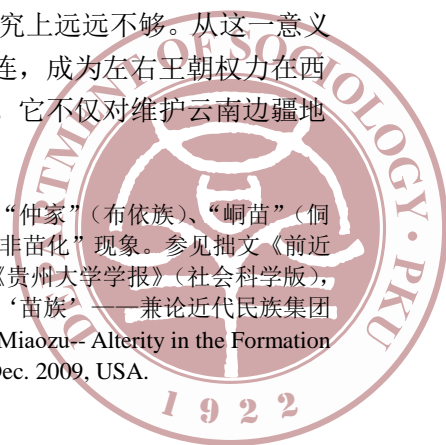 究上远远不够。从这一意义
连，成为左右王朝权力在西
它不仅对维护云南边疆地
“仲家”（布依族）、“峒苗”（侗
非苗化”现象。参见拙文《前近
《贵州大学学报》（社会科学版），
‘苗族’——兼论近代民族集团
Miaozu-- Alterity in the Formation
Dec. 2009, USA.
DEPARTMENT OF SOCIOLOGY · PKU
1922